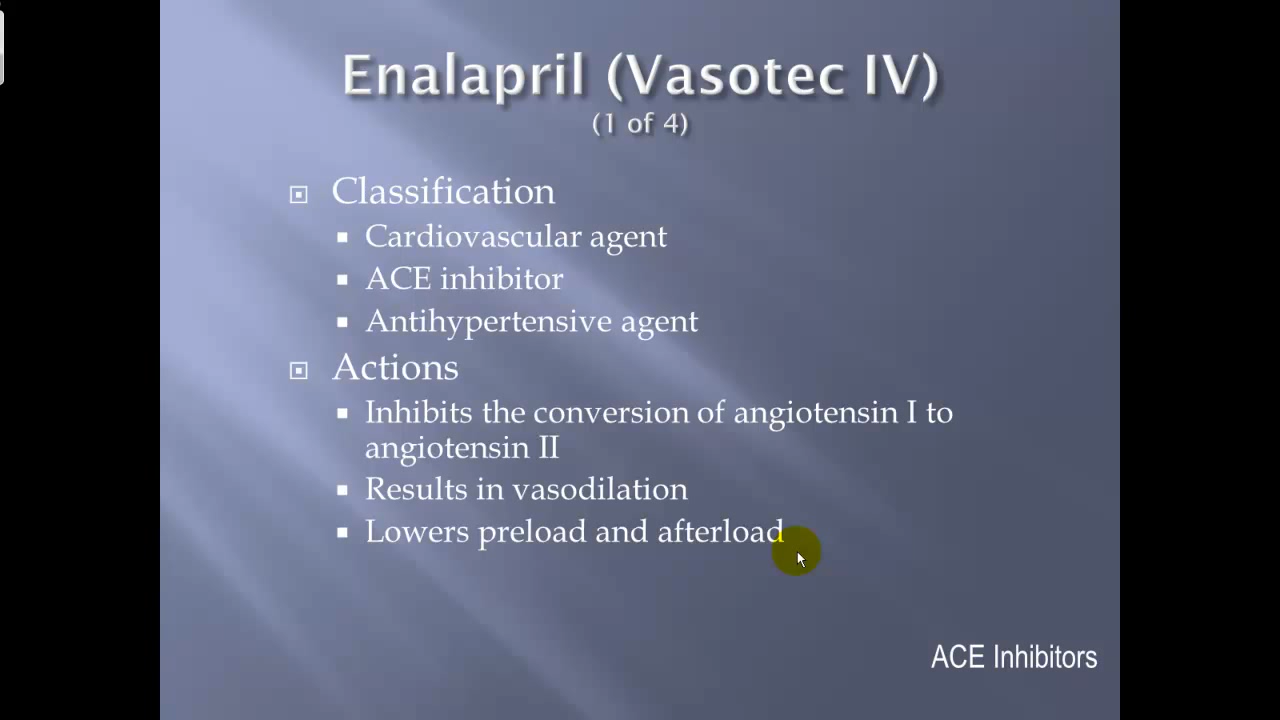 Enalapril (Vasotec IV)
(1 of 4)
Classification
Cardiovascular agent
ACE inhibitor
Antihypertensive agent
Actions
Inhibits the conversion of angiotensin I to
angiotensin II
Results in vasodilation
Lowers preload and afterload
ACE Inhibitors